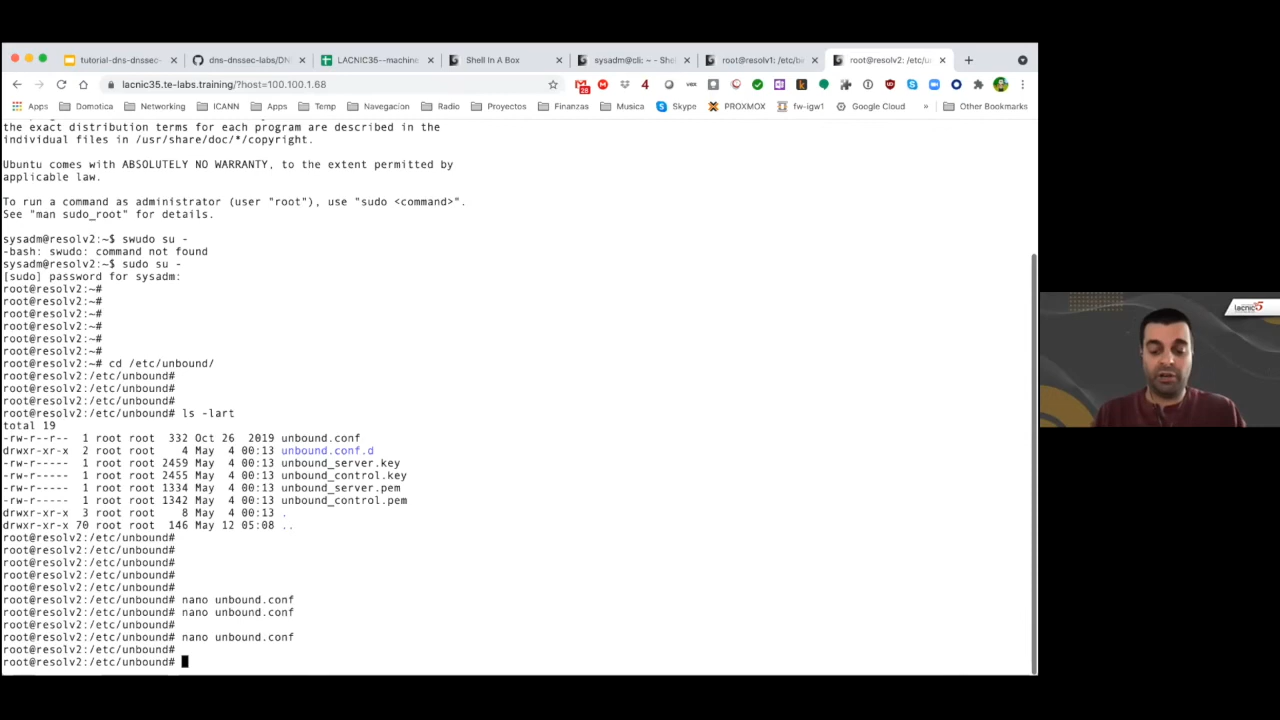 tutorial-dns-dnssec- dns-dnssec-labs/DN LACNIC35--machine Shell In A Box sysadm@cli: ~ - She root@resolv1: /etc/be root@resolv2: /etc/u
lacnic35.te-labs.training/?host=100.100.1.68
Apps Domotica Networking ICANN Apps Temp Navegacion Radio Proyectos Finanzas Musica Skype PROXMOX fw-igw1 Google Cloud » Other Bookmarks
the exact distribution terms for each program are described in the
individual files in /usr/share/doc/*/copyright.
Ubuntu comes with ABSOLUTELY NO WARRANTY, to the extent permitted by
applicable law.
To run a command as administrator (user "root"), use "sudo <command>".
See "man sudo_root" for details.
sysadm@resolv2:~$ swudo su -
-bash: swudo: command not found
sysadm@resolv2:~$ sudo su -
[sudo] password for sysadm:
root@resolv2:~#
root@resolv2:~#
root@resolv2:~#
root@resolv2:~#
root@resolv2:~#
root@resolv2:~#
root@resolv2:~# cd /etc/unbound/
root@resolv2:/etc/unbound#
root@resolv2:/etc/unbound#
root@resolv2:/etc/unbound#
root@resolv2:/etc/unbound# ls -lart
total 19
-rw-r--r-- 1 root root 332 Oct 26 2019 unbound.conf
drwxr-xr-x 2 root root 4 May 4 00:13 unbound.conf.d
-rw-r----- 1 root root 2459 May 4 00:13 unbound_server.key
-rw-r----- 1 root root 2455 May 4 00:13 unbound_control.key
-rw-r----- 1 root root 1334 May 4 00:13 unbound_server.pem
-rw-r----- 1 root root 1342 May 4 00:13 unbound_control.pem
drwxr-xr-x 3 root root 8 May 4 00:13 .
drwxr-xr-x 70 root root 146 May 12 05:08 ..
root@resolv2:/etc/unbound#
root@resolv2:/etc/unbound#
root@resolv2:/etc/unbound#
root@resolv2:/etc/unbound#
root@resolv2:/etc/unbound#
root@resolv2:/etc/unbound# nano unbound.conf
root@resolv2:/etc/unbound# nano unbound.conf
root@resolv2:/etc/unbound#
root@resolv2:/etc/unbound# nano unbound.conf
root@resolv2:/etc/unbound#
root@resolv2:/etc/unbound#
lacnic35